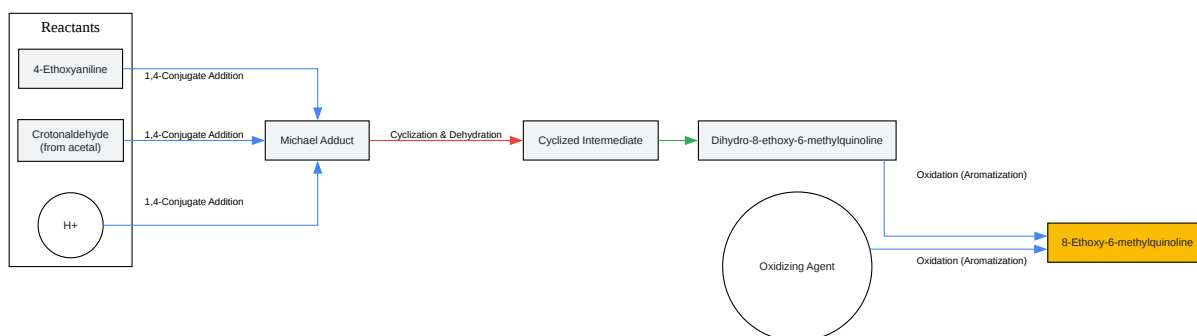 Reactants
4-Ethoxyaniline
1,4-Conjugate Addition
Crotonaldehyde
(from acetal)
1,4-Conjugate Addition
Michael Adduct
Cyclization & Dehydration
Cyclized Intermediate
Dihydro-8-ethoxy-6-methylquinoline
Oxidation (Aromatization)
1,4-Conjugate Addition
H+
8-Ethoxy-6-methylquinoline
Oxidizing Agent
Oxidation (Aromatization)